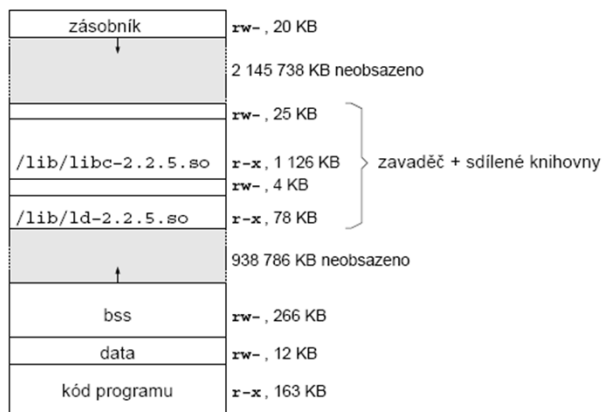 zásobník rw- , 20 KB
2 145 738 KB neobsazeno
rw- , 25 KB
/lib/libc-2.2.5.so r-x , 1 126 KB zavaděč + sdílené knihovny
rw- , 4 KB
/lib/ld-2.2.5.so r-x , 78 KB
938 786 KB neobsazeno
bss rw- , 266 KB
data rw- , 12 KB
kód programu r-x , 163 KB